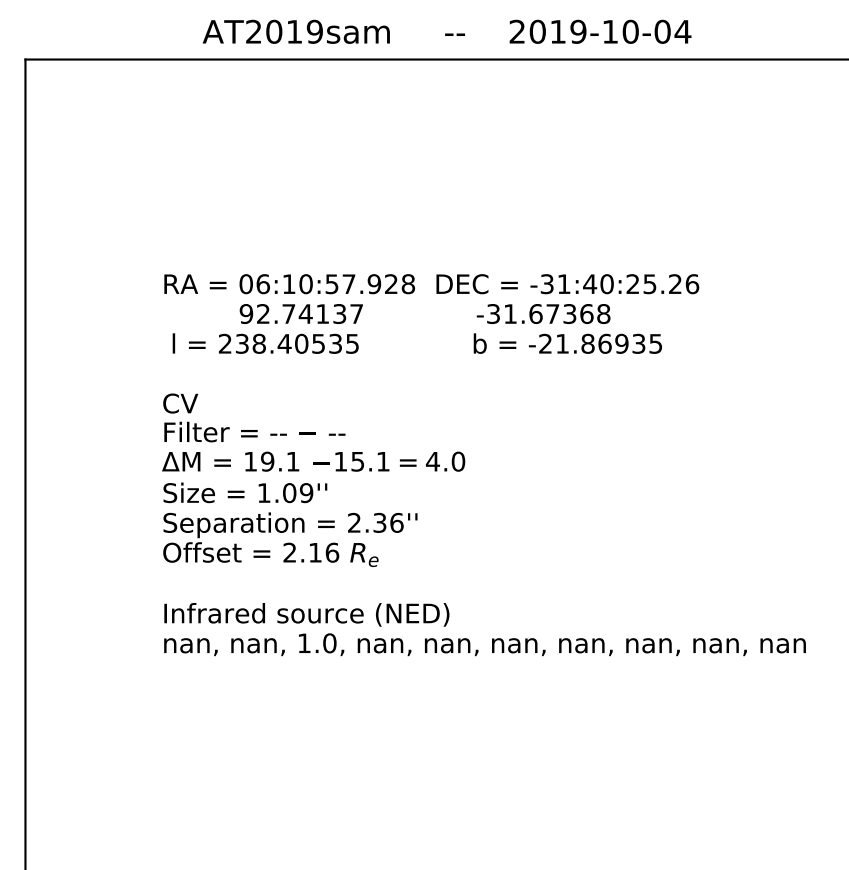 AT2019sam -- 2019-10-04
RA = 06:10:57.928 DEC = -31:40:25.26
92.74137 -31.67368
l = 238.40535 b = -21.86935
CV
Filter = -- − --
ΔM = 19.1 −15.1 = 4.0
Size = 1.09''
Separation = 2.36''
Offset = 2.16 Re
Infrared source (NED)
nan, nan, 1.0, nan, nan, nan, nan, nan, nan, nan